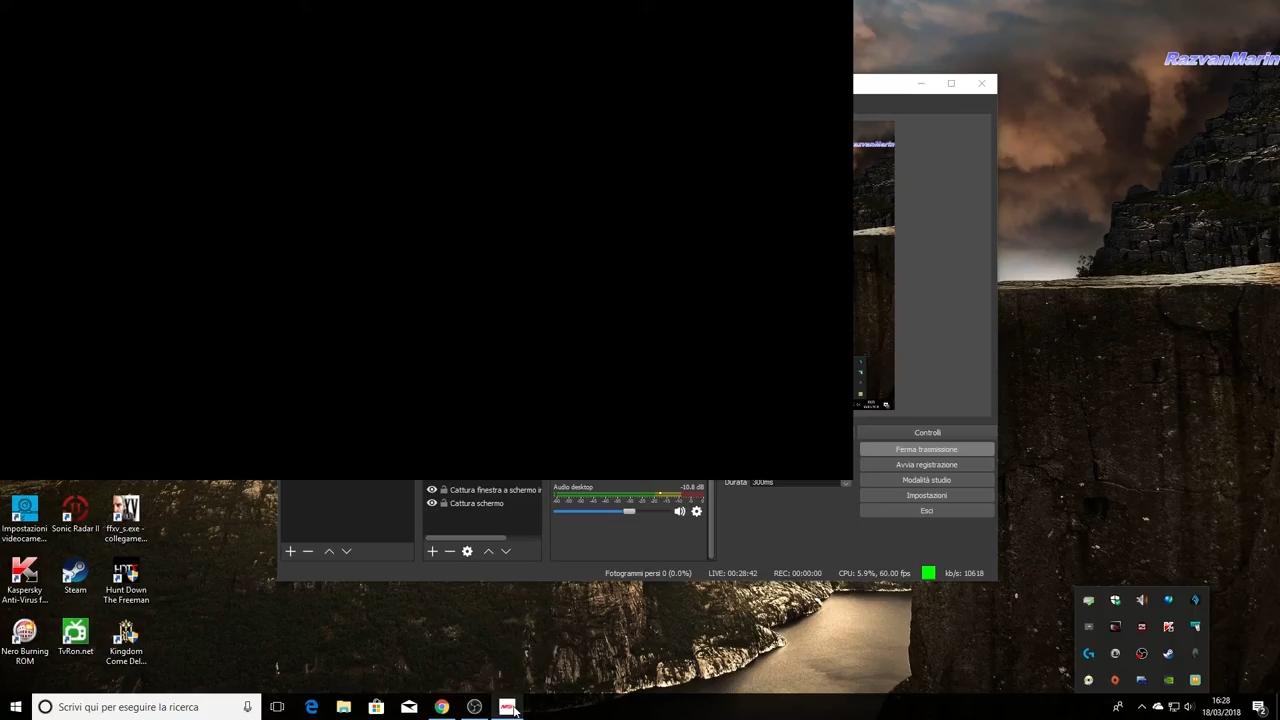 RazvanMarin
Controlli
Ferma trasmissione
Avvia registrazione
Modalità studio
Impostazioni
Esci
Cattura finestra a schermo in
Cattura schermo
Audio desktop
-10.8 dB
Durata
300ms
Fotogrammi persi 0 (0.0%)
LIVE: 00:28:42
REC: 00:00:00
CPU: 5.9%, 60.00 fps
kb/s: 10618
Impostazioni videocame...
Sonic Radar II
ffxv_s.exe - collegame...
Kaspersky Anti-Virus f...
Steam
Hunt Down The Freeman
Nero Burning ROM
TvRon.net
Kingdom Come Del...
Scrivi qui per eseguire la ricerca
16:28
18/03/2018
2